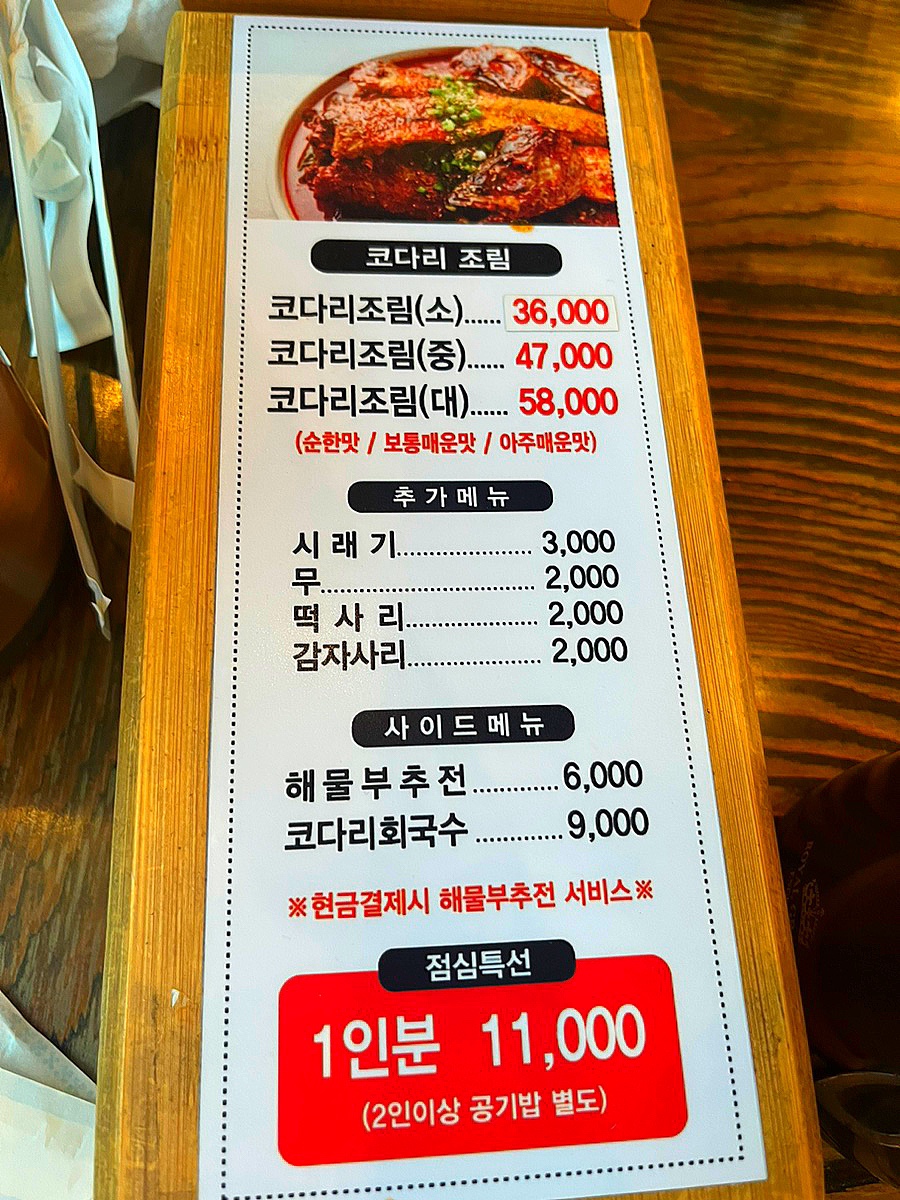 코다리 조림
코다리조림(소)...... 36,000
코다리조림(중)...... 47,000
코다리조림(대)...... 58,000
(순한맛 / 보통매운맛 / 아주매운맛)
추가메뉴
시 래 기..................... 3,000
무.................................. 2,000
떡 사 리..................... 2,000
감자사리..................... 2,000
사이드메뉴
해물부추전.............6,000
코다리회국수.............9,000
※현금결제시 해물부추전 서비스※
점심특선
1인분 11,000
(2인이상 공기밥 별도)